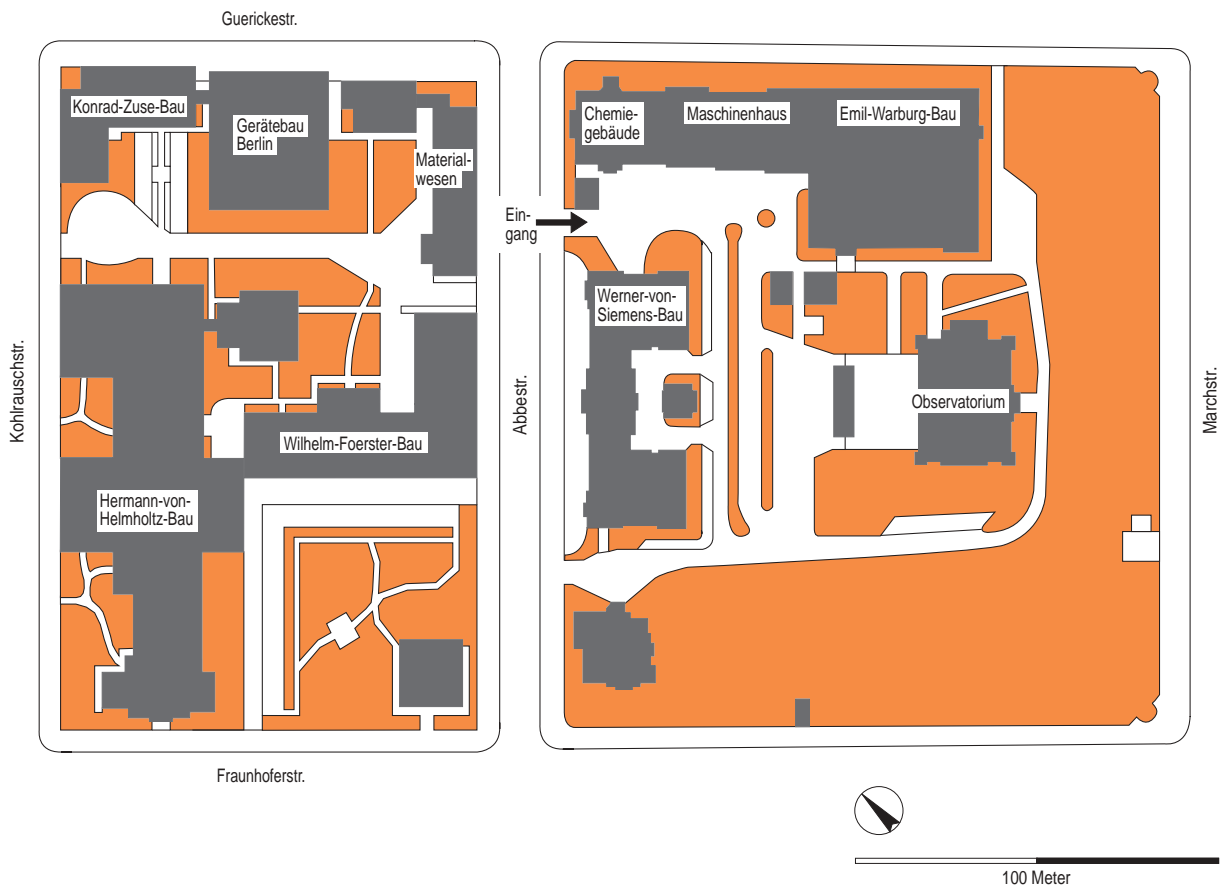 Guerickestr.
Konrad-Zuse-Bau
Gerätebau
Berlin
Material-
wesen
Chemie-
gebäude
Maschinenhaus
Emil-Warburg-Bau
Ein-
gang
Werner-von-
Siemens-Bau
Kohlrauschstr.
Abbestr.
Observatorium
Marchstr.
Wilhelm-Foerster-Bau
Hermann-von-
Helmholtz-Bau
Fraunhoferstr.
100 Meter